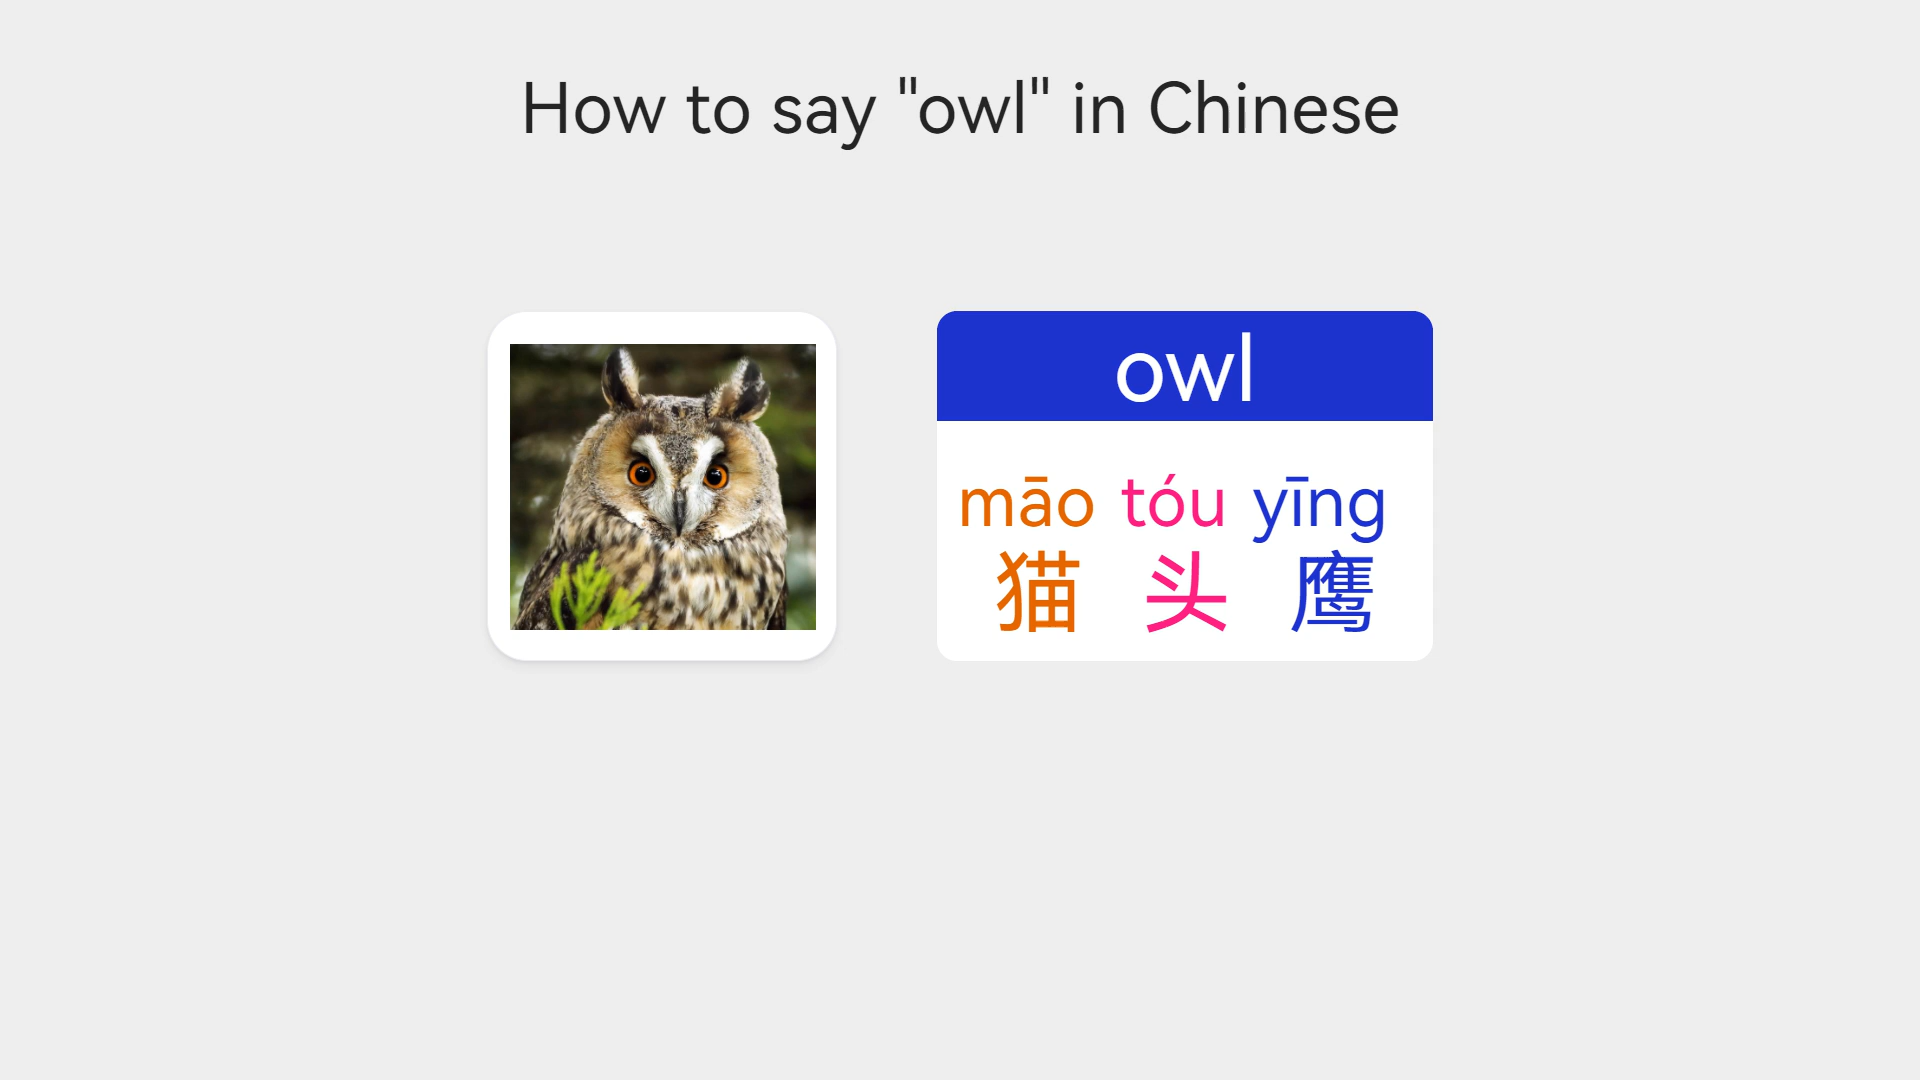 How to say "owl" in Chinese
owl
māo tóu yīng
猫 头 鹰